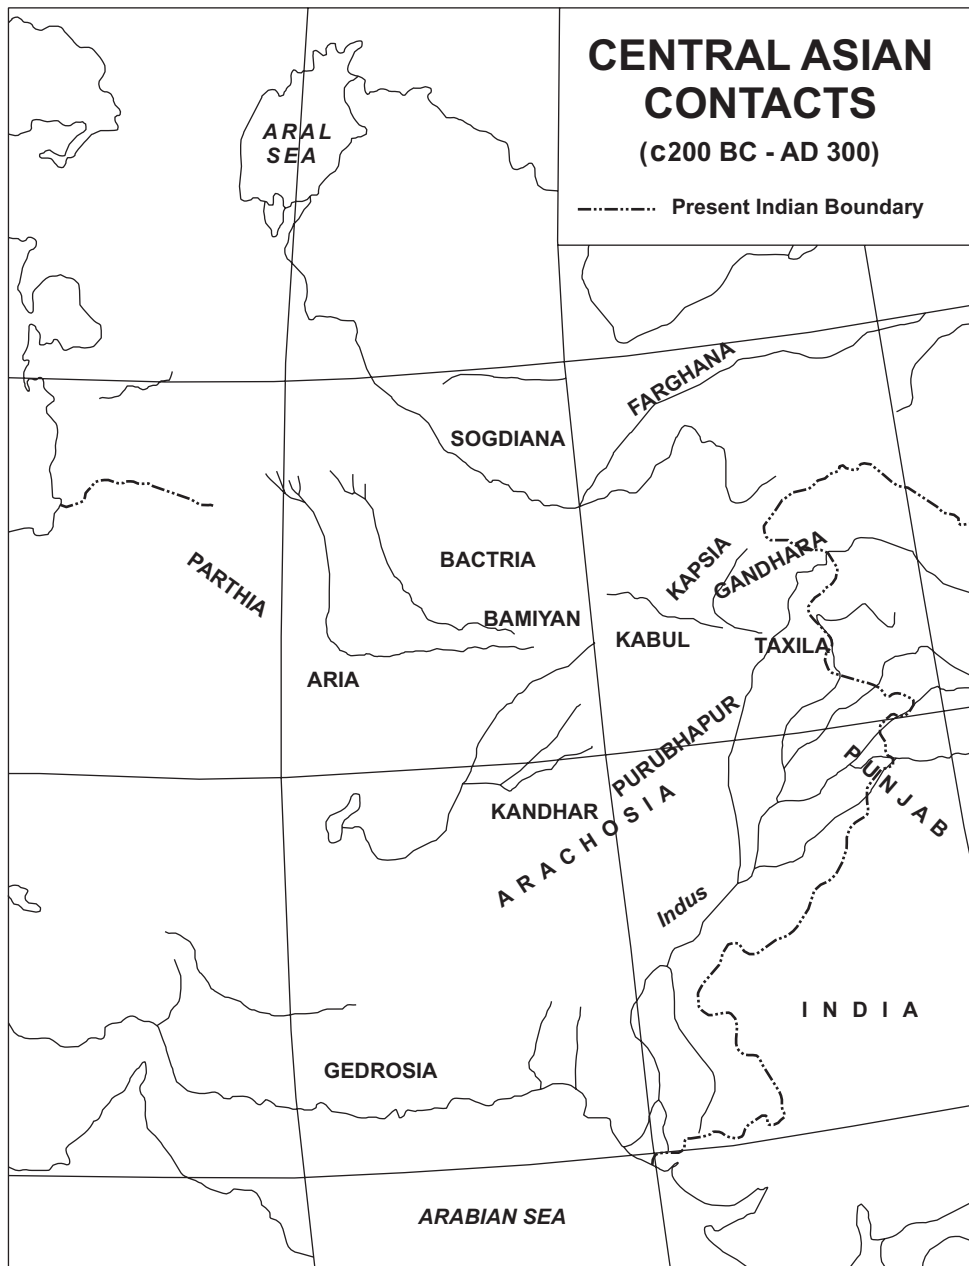 CENTRAL ASIAN
CONTACTS
(c200 BC - AD 300)
Present Indian Boundary
ARAL
SEA
FARGHANA
SOGDIANA
BACTRIA
KAPSIA
GANDHARA
PARTHIA
BAMIYAN
KABUL
TAXILA
ARIA
PURUBHAPUR
PUNJAB
KANDHAR
ARACHOSIA
Indus
INDIA
GEDROSIA
ARABIAN SEA